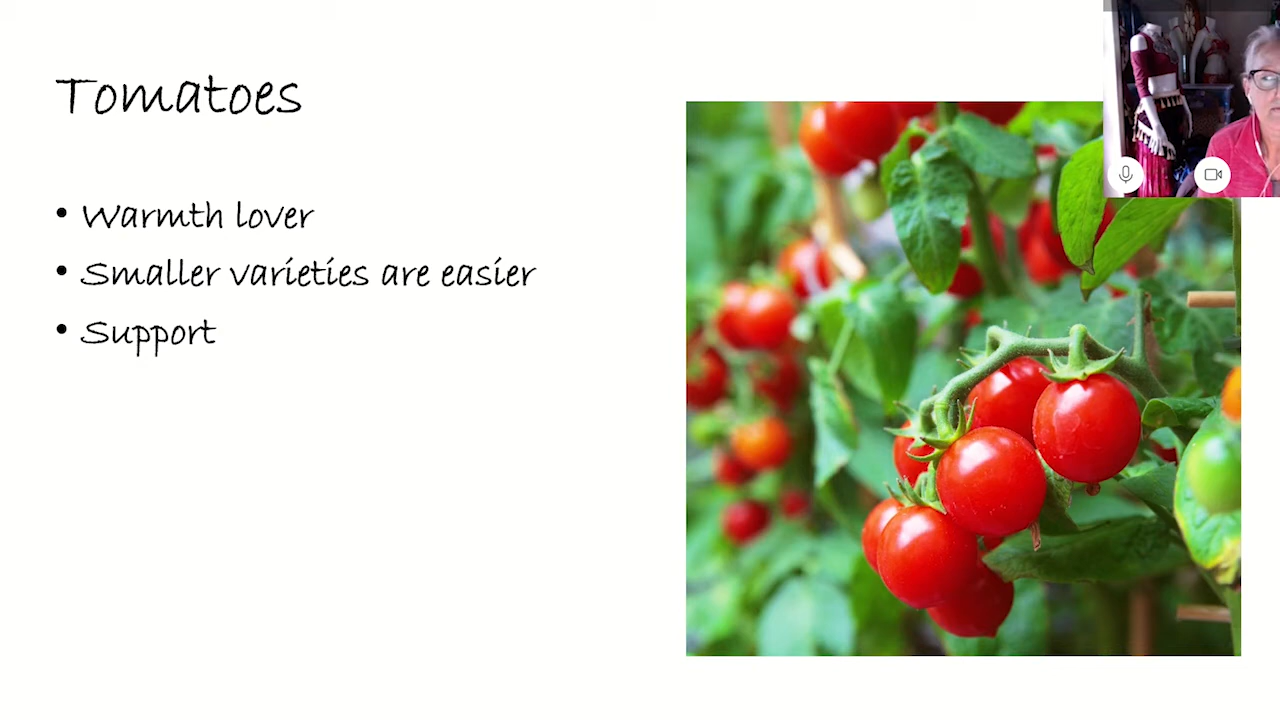 Tomatoes
• Warmth lover
• Smaller varieties are easier
• Support